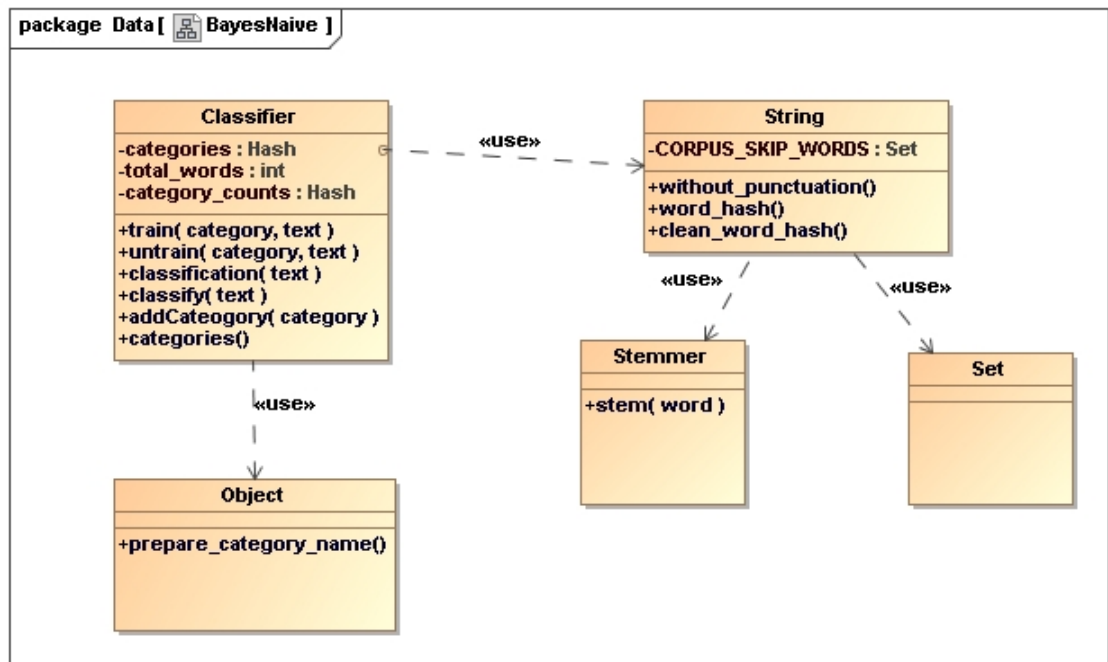 package Data [ BayesNaive ]
Classifier
-categories : Hash
-total_words : int
-category_counts : Hash
+train( category, text )
+untrain( category, text )
+classification( text )
+classify( text )
+addCateogory( category )
+categories()
«use»
String
-CORPUS_SKIP_WORDS : Set
+without_punctuation()
+word_hash()
+clean_word_hash()
«use»
«use»
Stemmer
+stem( word )
Set
«use»
Object
+prepare_category_name()